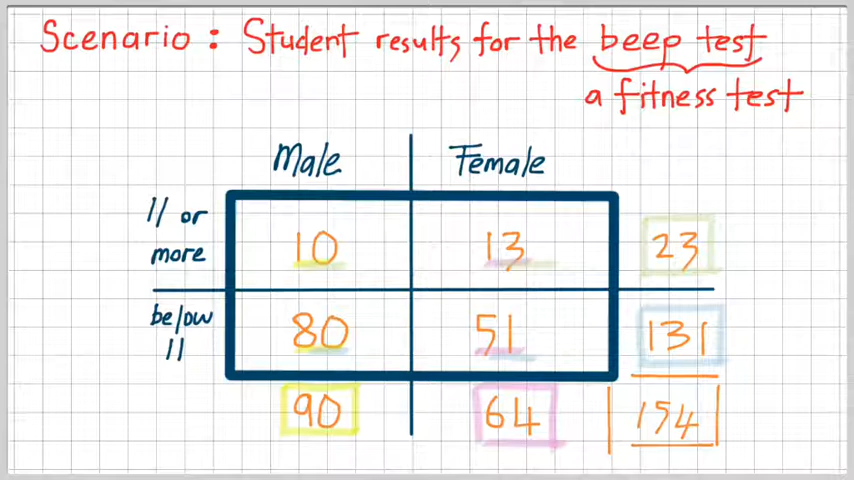 Scenario : Student results for the beep test
a fitness test
Male Female
11 or more 10 13 23
below 11 80 51 131
90 64 154